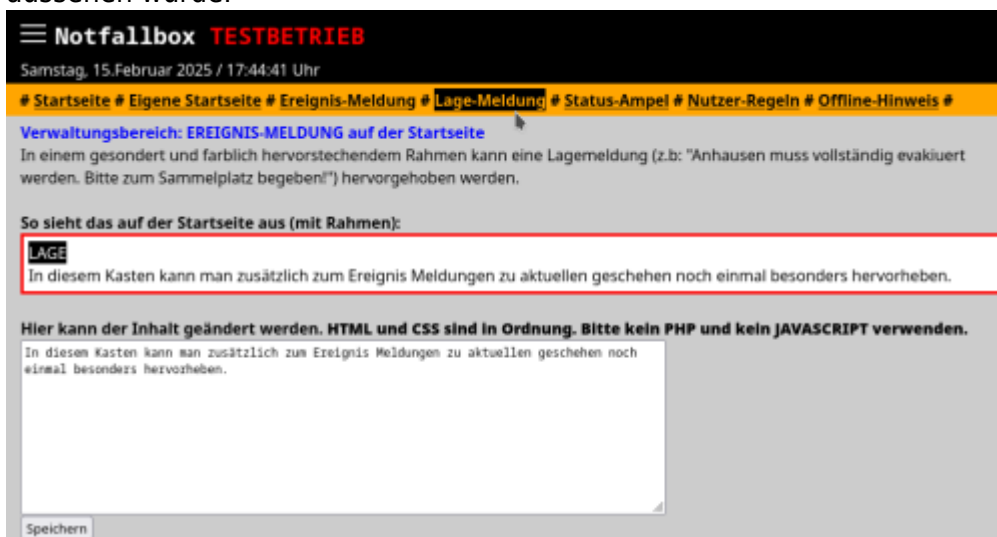 ☰ Notfallbox TESTBETRIEB
Samstag, 15.Februar 2025 / 17:44:41 Uhr
# Startseite # Eigene Startseite # Ereignis-Meldung # Lage-Meldung # Status-Ampel # Nutzer-Regeln # Offline-Hinweis #
Verwaltungsbereich: EREIGNIS-MELDUNG auf der Startseite
In einem gesondert und farblich hervorstechendem Rahmen kann eine Lagemeldung (z.b: "Anhausen muss vollständig evakiuert
werden. Bitte zum Sammelplatz begeben!") hervorgehoben werden.
So sieht das auf der Startseite aus (mit Rahmen):
LAGE
In diesem Kasten kann man zusätzlich zum Ereignis Meldungen zu aktuellen geschehen noch einmal besonders hervorheben.
Hier kann der Inhalt geändert werden. HTML und CSS sind in Ordnung. Bitte kein PHP und kein JAVASCRIPT verwenden.
In diesem Kasten kann man zusätzlich zum Ereignis Meldungen zu aktuellen geschehen noch
einmal besonders hervorheben.
Speichern